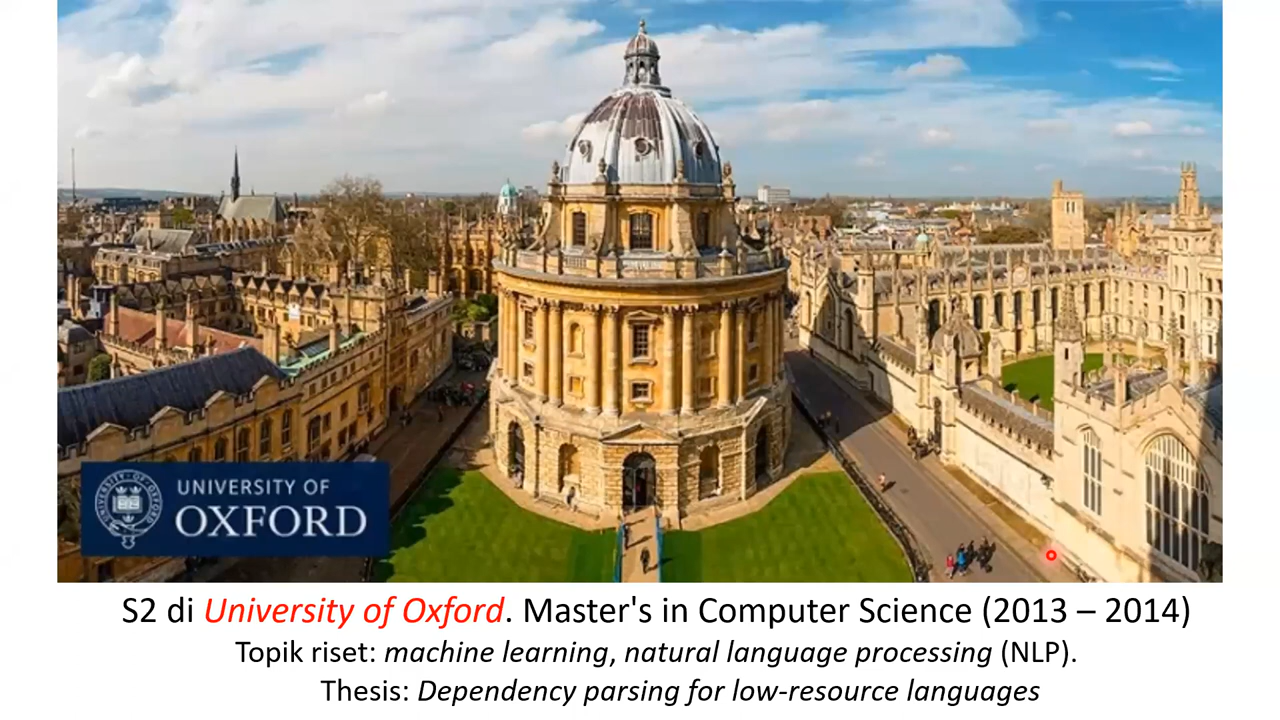 UNIVERSITY OF
OXFORD
S2 di University of Oxford. Master's in Computer Science (2013 – 2014)
Topik riset: machine learning, natural language processing (NLP).
Thesis: Dependency parsing for low-resource languages